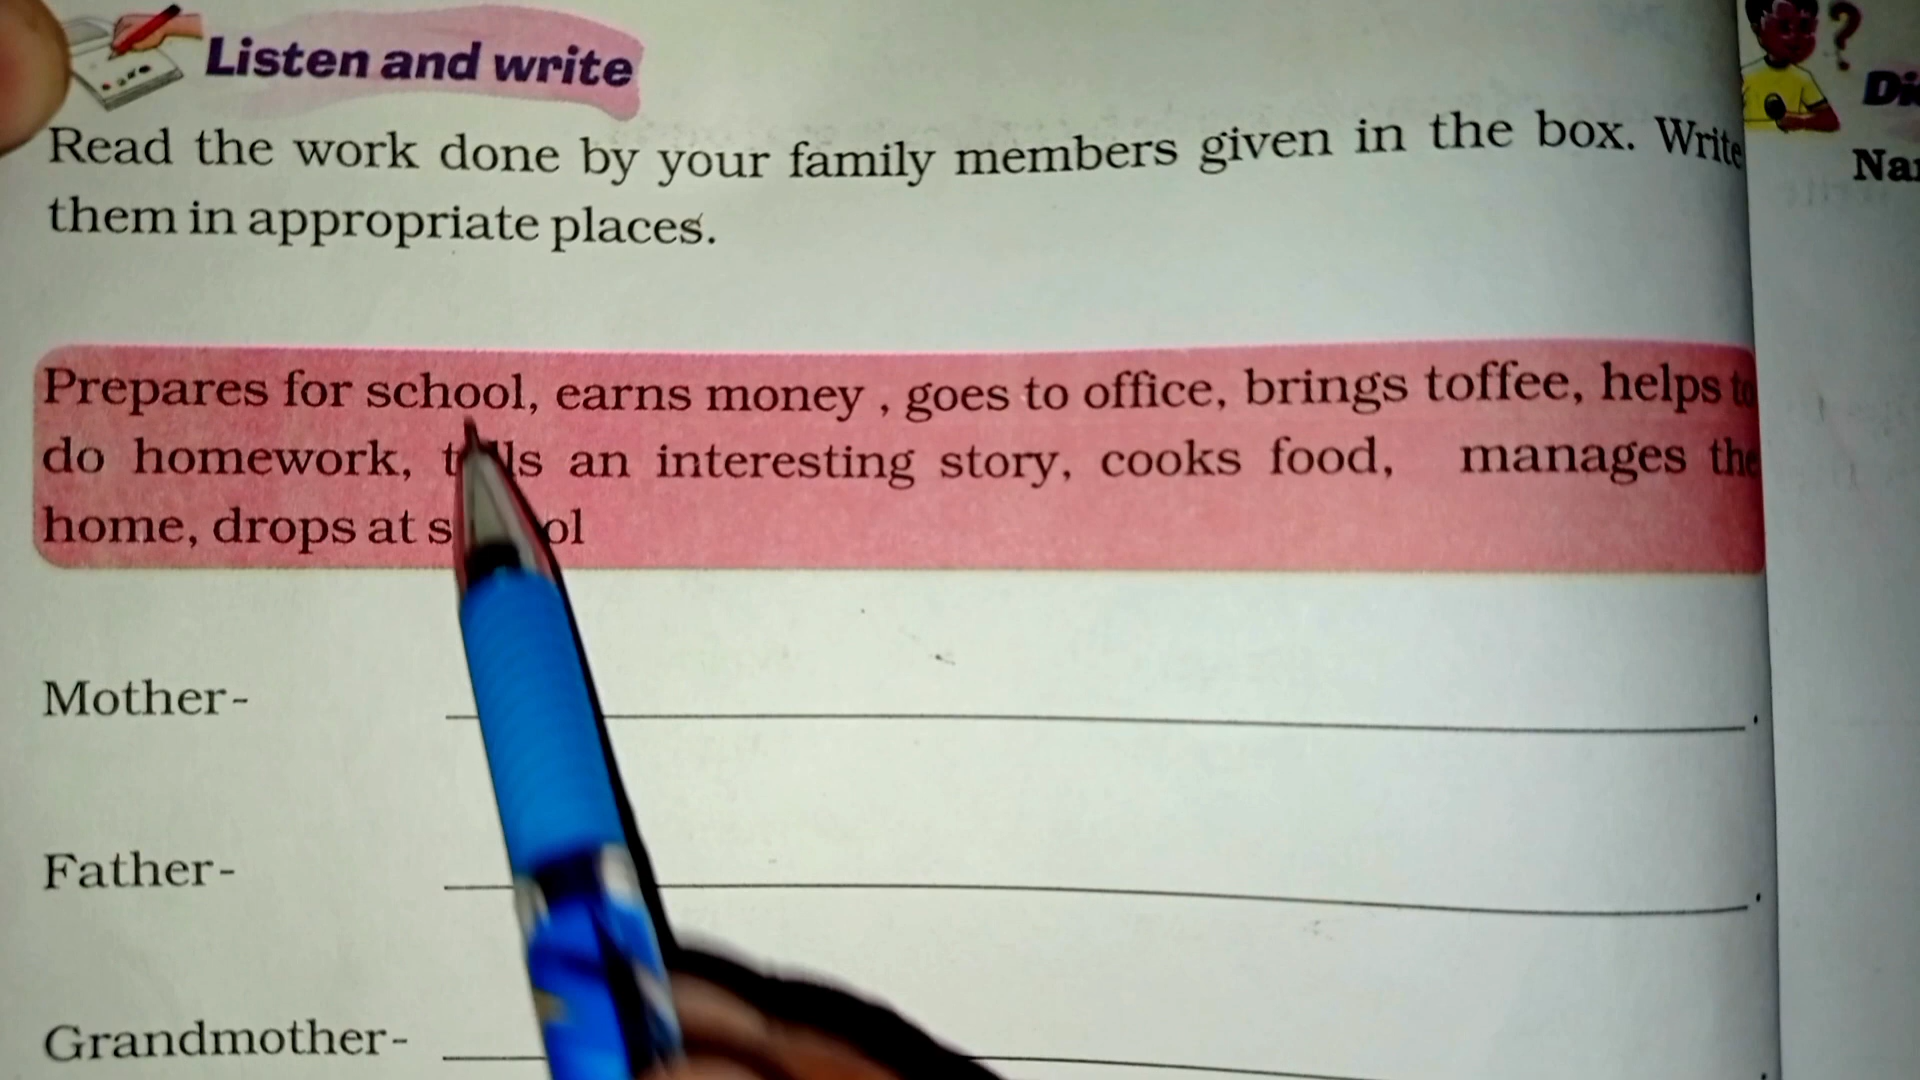 Listen and write
Read the work done by your family members given in the box. Write
them in appropriate places.
Prepares for school, earns money , goes to office, brings toffee, helps to
do homework, an interesting story, cooks food, manages the
home, drops at
Mother-
Father-
Grandmother-